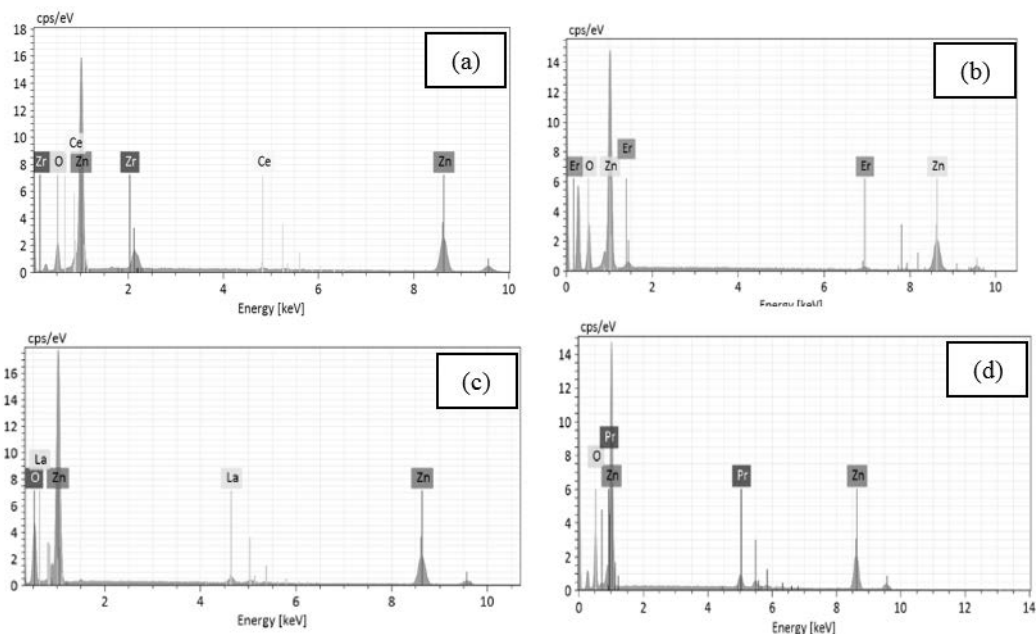 cps/eV
18
16
14
12
10
8
6
4
2
0
(a)
Ce
Zr O Zn Zr Ce Zn
2 4 6 8 10
Energy [keV]
cps/eV
14
12
10
8
6
4
2
0
(b)
Er
Er O Zn Er Zn
0 2 4 6 8 10
Energy [keV]
cps/eV
16
14
12
10
8
6
4
2
0
(c)
La
O Zn La Zn
2 4 6 8 10
Energy [keV]
cps/eV
14
12
10
8
6
4
2
0
(d)
Pr
O
Zn Pr Zn
0 2 4 6 8 10 12 14
Energy [keV]